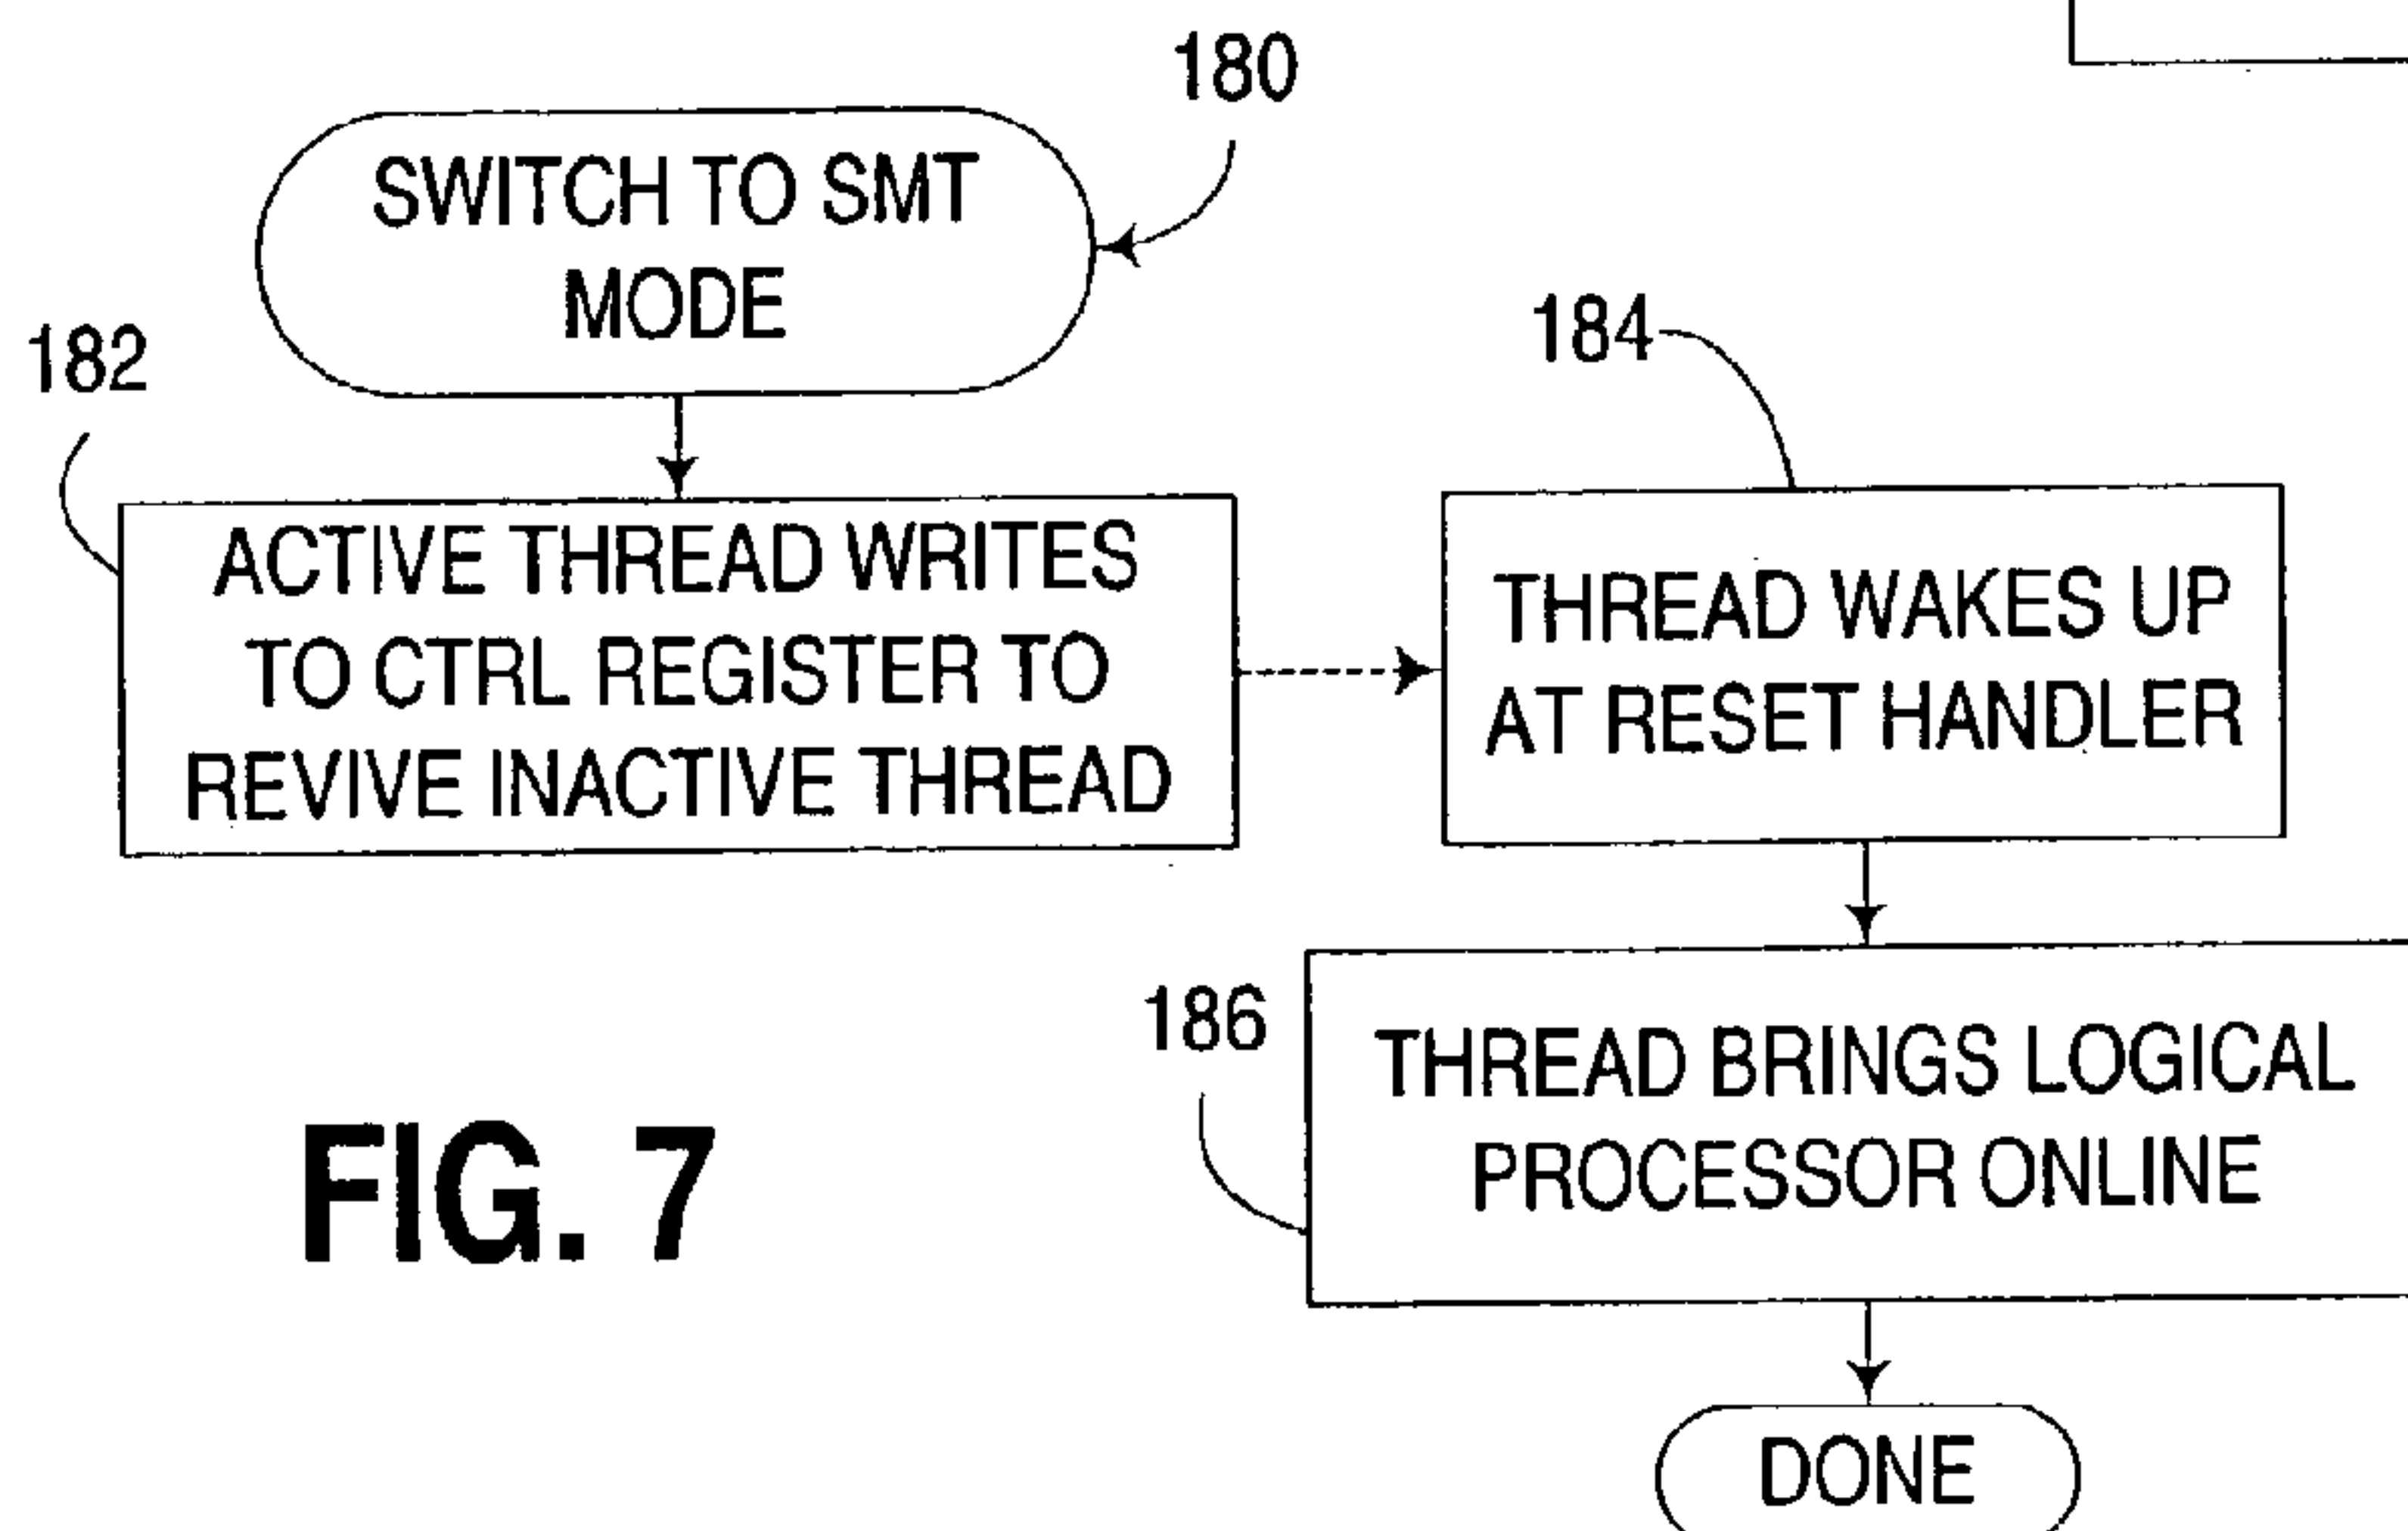 180
SWITCH TO SMT
MODE
182
184
ACTIVE THREAD WRITES
TO CTRL REGISTER TO
REVIVE INACTIVE THREAD
THREAD WAKES UP
AT RESET HANDLER
186
THREAD BRINGS LOGICAL
PROCESSOR ONLINE
FIG. 7
DONE